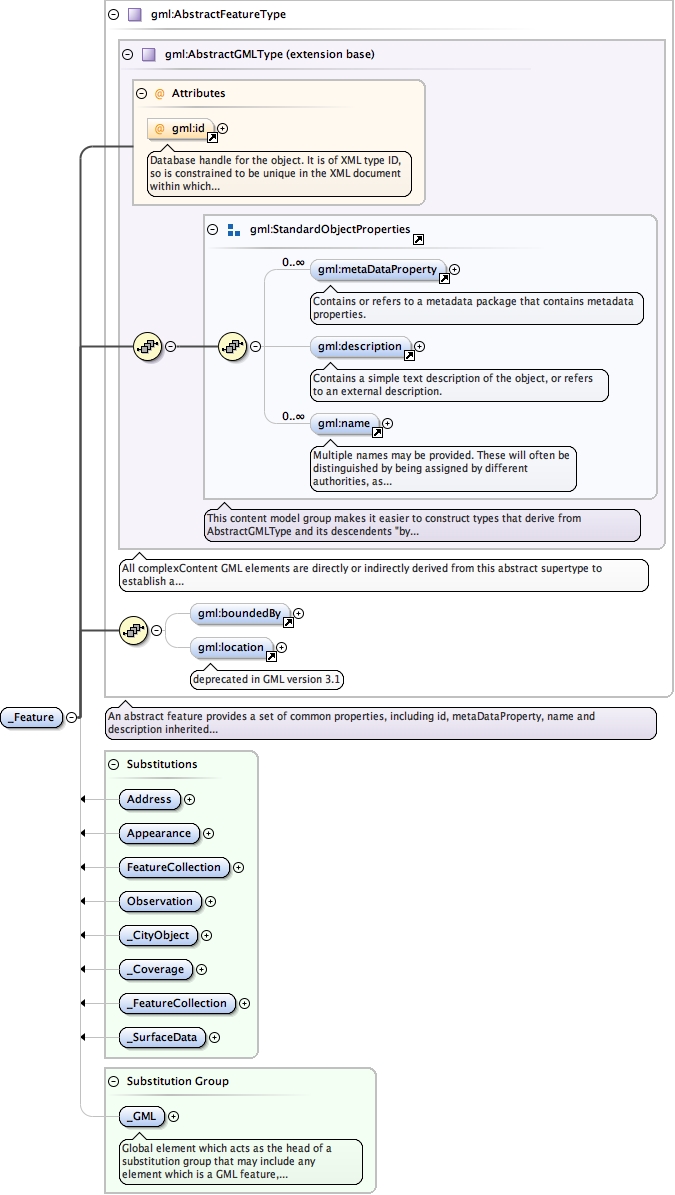 gml:AbstractFeatureType
gml:AbstractGMLType (extension base)
@ Attributes
@ gml:id
Database handle for the object. It is of XML type ID,
so is constrained to be unique in the XML document
within which...
gml:StandardObjectProperties
0..∞
gml:metaDataProperty
Contains or refers to a metadata package that contains metadata
properties.
gml:description
Contains a simple text description of the object, or refers
to an external description.
0..∞
gml:name
Multiple names may be provided. These will often be
distinguished by being assigned by different
authorities, as...
This content model group makes it easier to construct types that derive from
AbstractGMLType and its descendents "by...
All complexContent GML elements are directly or indirectly derived from this abstract supertype to
establish a...
gml:boundedBy
gml:location
deprecated in GML version 3.1
_Feature
An abstract feature provides a set of common properties, including id, metaDataProperty, name and
description inherited...
Substitutions
Address
Appearance
FeatureCollection
Observation
_CityObject
_Coverage
_FeatureCollection
_SurfaceData
Substitution Group
_GML
Global element which acts as the head of a
substitution group that may include any
element which is a GML feature,...